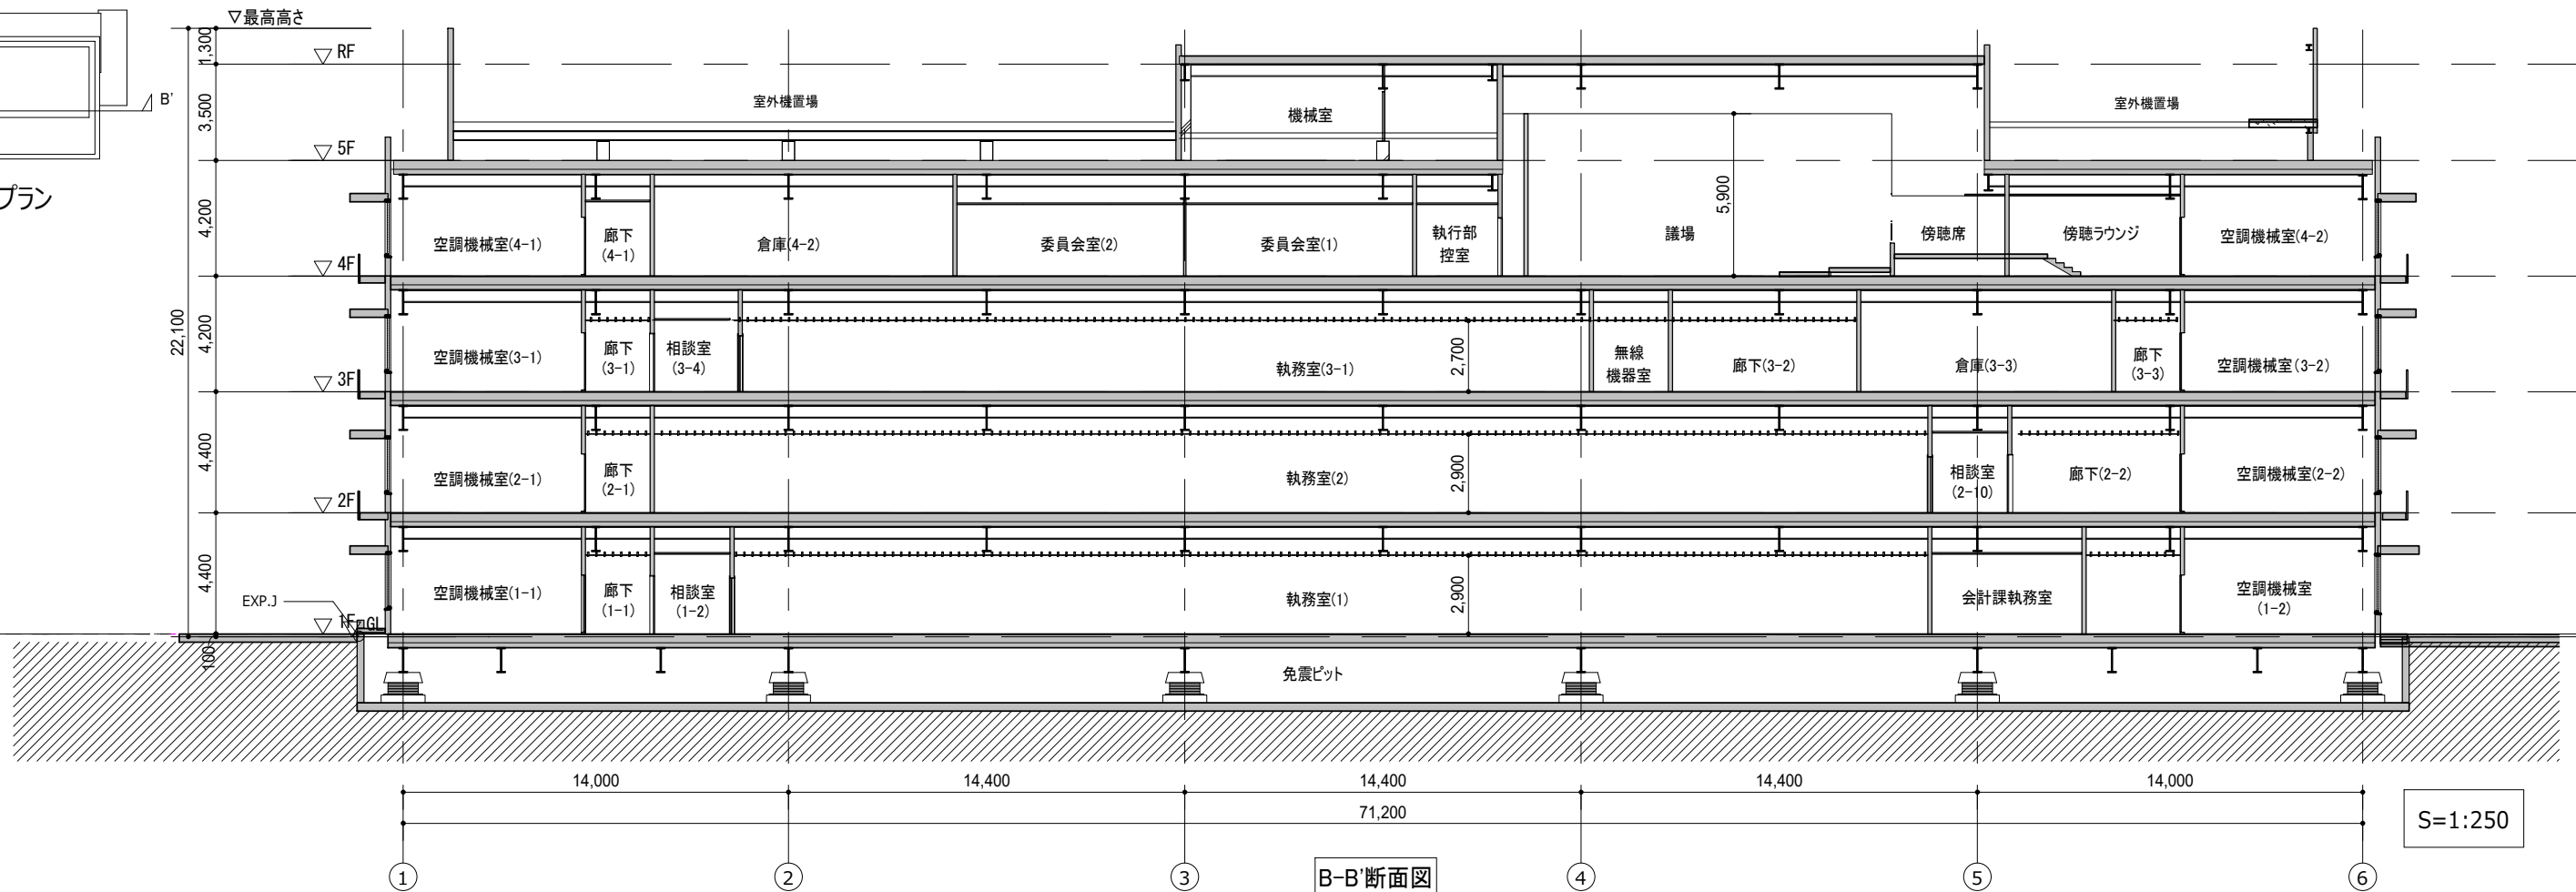 ▽最高高さ
1,300
▽ RF
B'
室外機置場
機械室
室外機置場
3,500
▽ 5F
プラン
5,900
4,200
空調機械室(4-1)
廊下
(4-1)
倉庫(4-2)
委員会室(2)
委員会室(1)
執行部
控室
議場
傍聴席
傍聴ラウンジ
空調機械室(4-2)
▽ 4F
22,100
4,200
空調機械室(3-1)
廊下
(3-1)
相談室
(3-4)
執務室(3-1)
2,700
無線
機器室
廊下(3-2)
倉庫(3-3)
廊下
(3-3)
空調機械室(3-2)
▽ 3F
4,400
空調機械室(2-1)
廊下
(2-1)
執務室(2)
2,900
相談室
(2-10)
廊下(2-2)
空調機械室(2-2)
▽ 2F
4,400
空調機械室(1-1)
廊下
(1-1)
相談室
(1-2)
執務室(1)
2,900
会計課執務室
空調機械室
(1-2)
EXP.J
▽ 1F GL
100
免震ピット
14,000
14,400
14,400
14,400
14,000
71,200
S=1:250
1
2
3
B-B'断面図
4
5
6